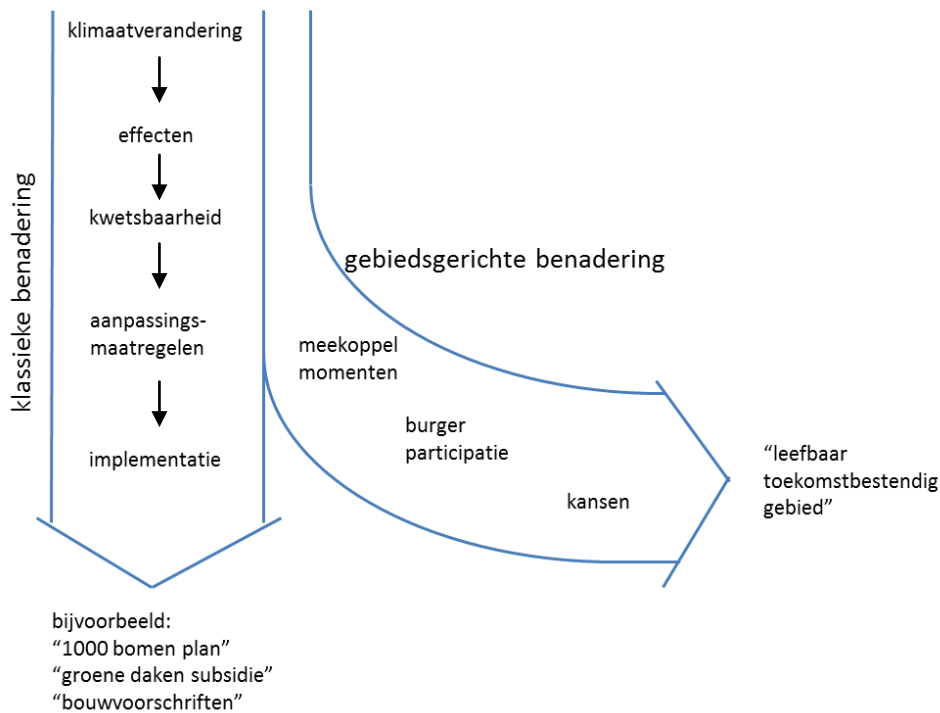 klassieke benadering
klimaatverandering
effecten
kwetsbaarheid
aanpassings-
maatregelen
implementatie
bijvoorbeeld:
“1000 bomen plan”
“groene daken subsidie”
“bouwvoorschriften”
gebiedsgerichte benadering
meekoppel
momenten
burger
participatie
kansen
“leefbaar
toekomstbestendig
gebied”